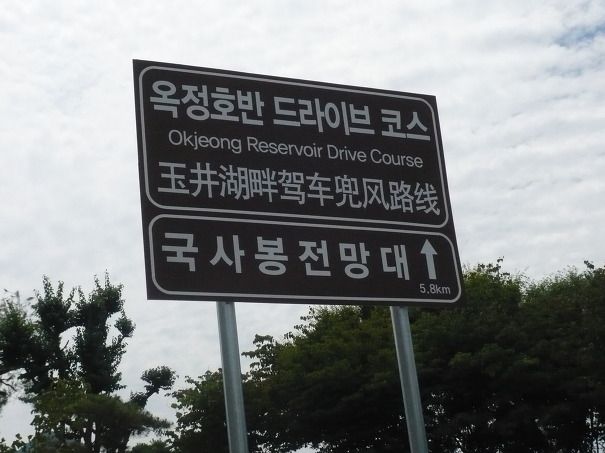 옥정호반 드라이브 코스
Okjeong Reservoir Drive Course
玉井湖畔驾车兜风路线
국사봉전망대 ↑
5.8km